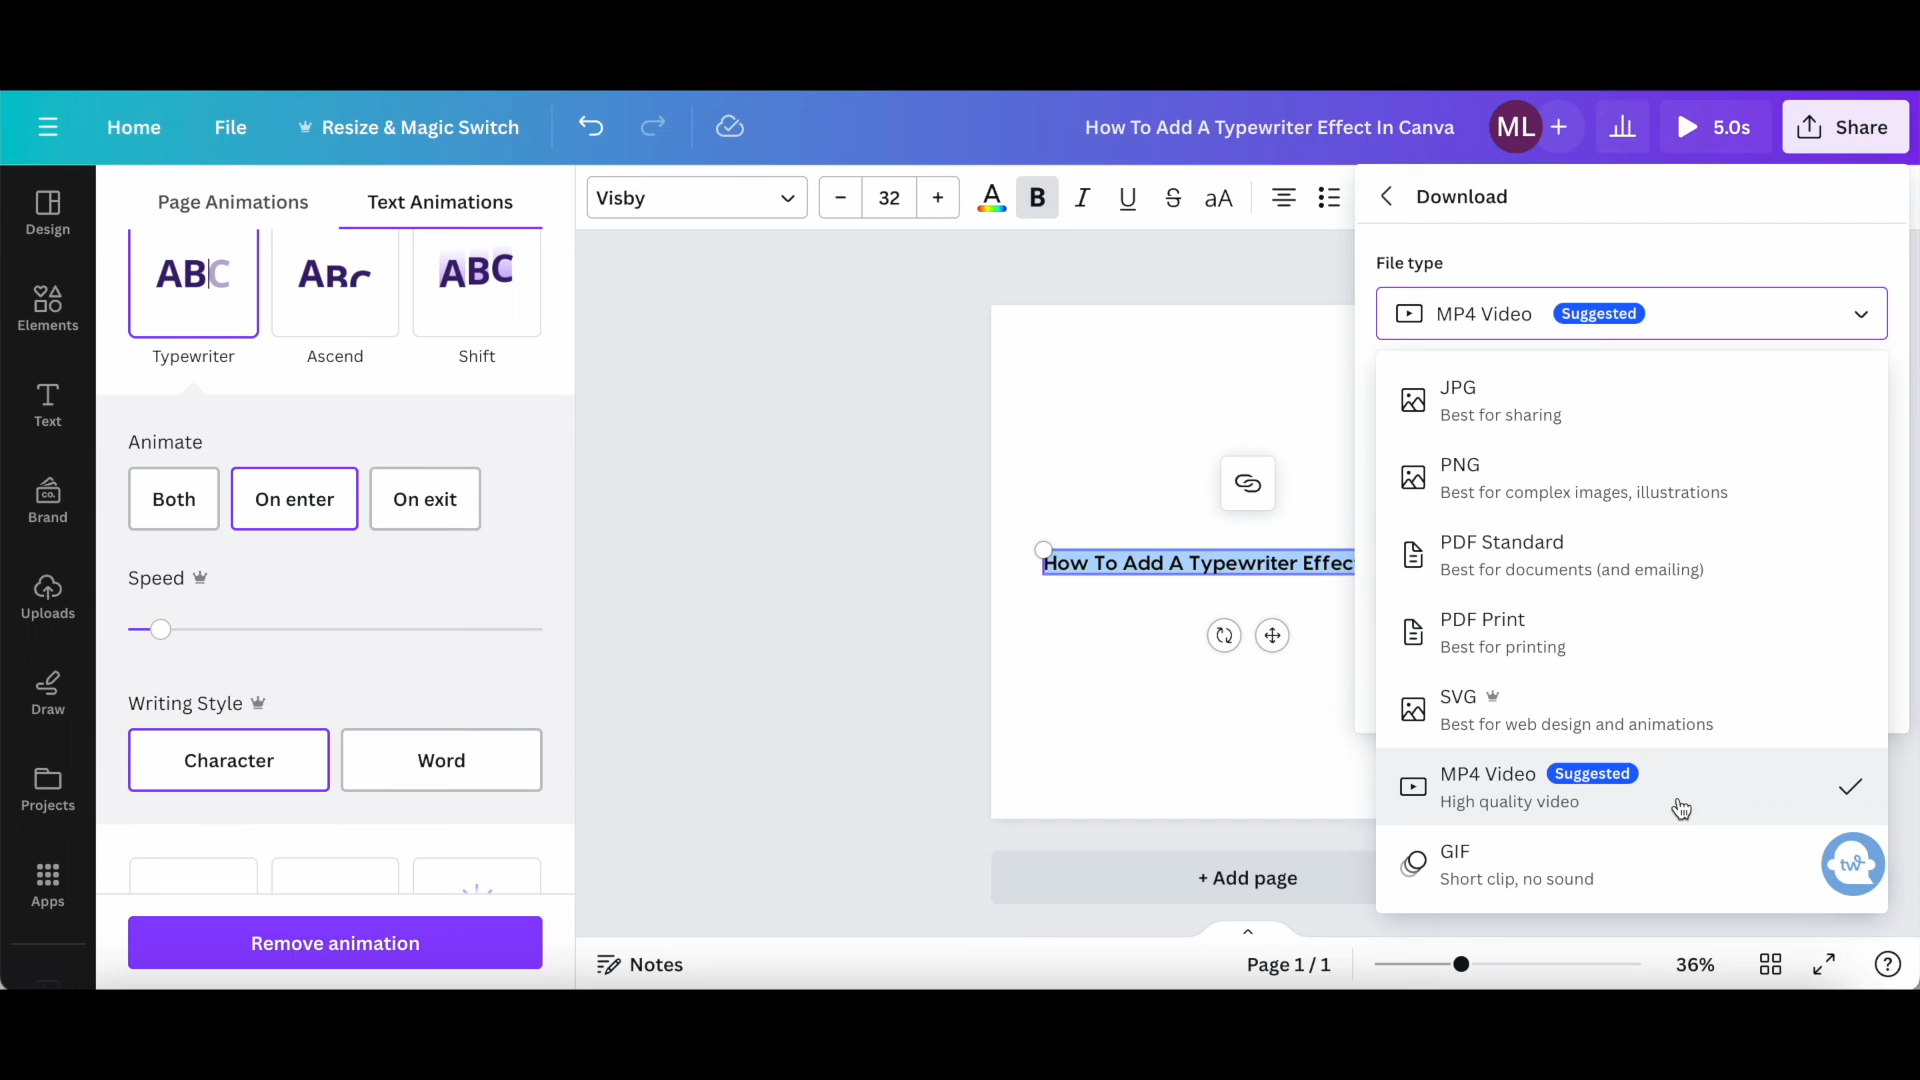 Home
File
Resize & Magic Switch
How To Add A Typewriter Effect In Canva
ML
5.0s
Share
Design
Elements
Text
CO.
Brand
Uploads
Draw
Projects
Apps
Page Animations
Text Animations
ABC
ABC
ABC
Typewriter
Ascend
Shift
Animate
Both
On enter
On exit
Speed
Writing Style
Character
Word
Remove animation
Visby
− 32 +
A B I U S aA
How To Add A Typewriter Effec
+ Add page
Notes
Page 1 / 1
36%
?
Download
File type
MP4 Video Suggested
JPG
Best for sharing
PNG
Best for complex images, illustrations
PDF Standard
Best for documents (and emailing)
PDF Print
Best for printing
SVG
Best for web design and animations
MP4 Video Suggested
High quality video
GIF
Short clip, no sound
tw